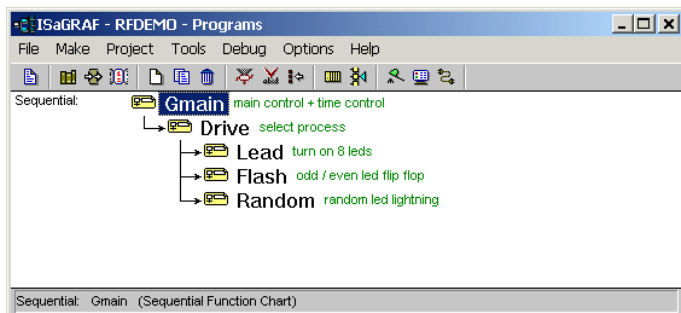 ISaGRAF - RFDEMO - Programs
File Make Project Tools Debug Options Help
Sequential: Gmain main control + time control
Drive select process
Lead turn on 8 leds
Flash odd / even led flip flop
Random random led lightning
Sequential: Gmain (Sequential Function Chart)